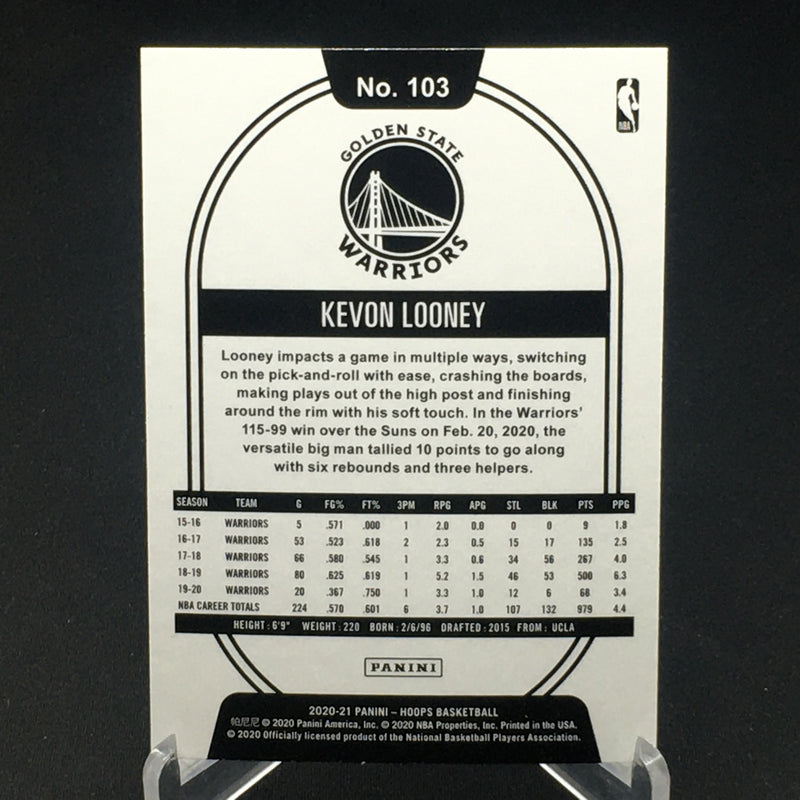 No. 103
NBA
GOLDEN STATE
WARRIORS
KEVON LOONEY
Looney impacts a game in multiple ways, switching
on the pick-and-roll with ease, crashing the boards,
making plays out of the high post and finishing
around the rim with his soft touch. In the Warriors'
115-99 win over the Suns on Feb. 20, 2020, the
versatile big man tallied 10 points to go along
with six rebounds and three helpers.
SEASON TEAM G FG% FT% 3PM RPG APG STL BLK PTS PPG
15-16 WARRIORS 5 .571 .000 1 2.0 0.0 0 0 9 1.8
16-17 WARRIORS 53 .523 .618 2 2.3 0.5 15 17 135 2.5
17-18 WARRIORS 66 .580 .545 1 3.3 0.6 34 56 267 4.0
18-19 WARRIORS 80 .625 .619 1 5.2 1.5 46 53 500 6.3
19-20 WARRIORS 20 .367 .750 1 3.3 1.0 12 6 68 3.4
NBA CAREER TOTALS 224 .570 .601 6 3.7 1.0 107 132 979 4.4
HEIGHT: 6'9" WEIGHT: 220 BORN: 2/6/96 DRAFTED: 2015 FROM: UCLA
PANINI
2020-21 PANINI – HOOPS BASKETBALL
帕尼尼 © 2020 Panini America, Inc. © 2020 NBA Properties, Inc. Printed in the USA.
© 2020 Officially licensed product of the National Basketball Players Association.